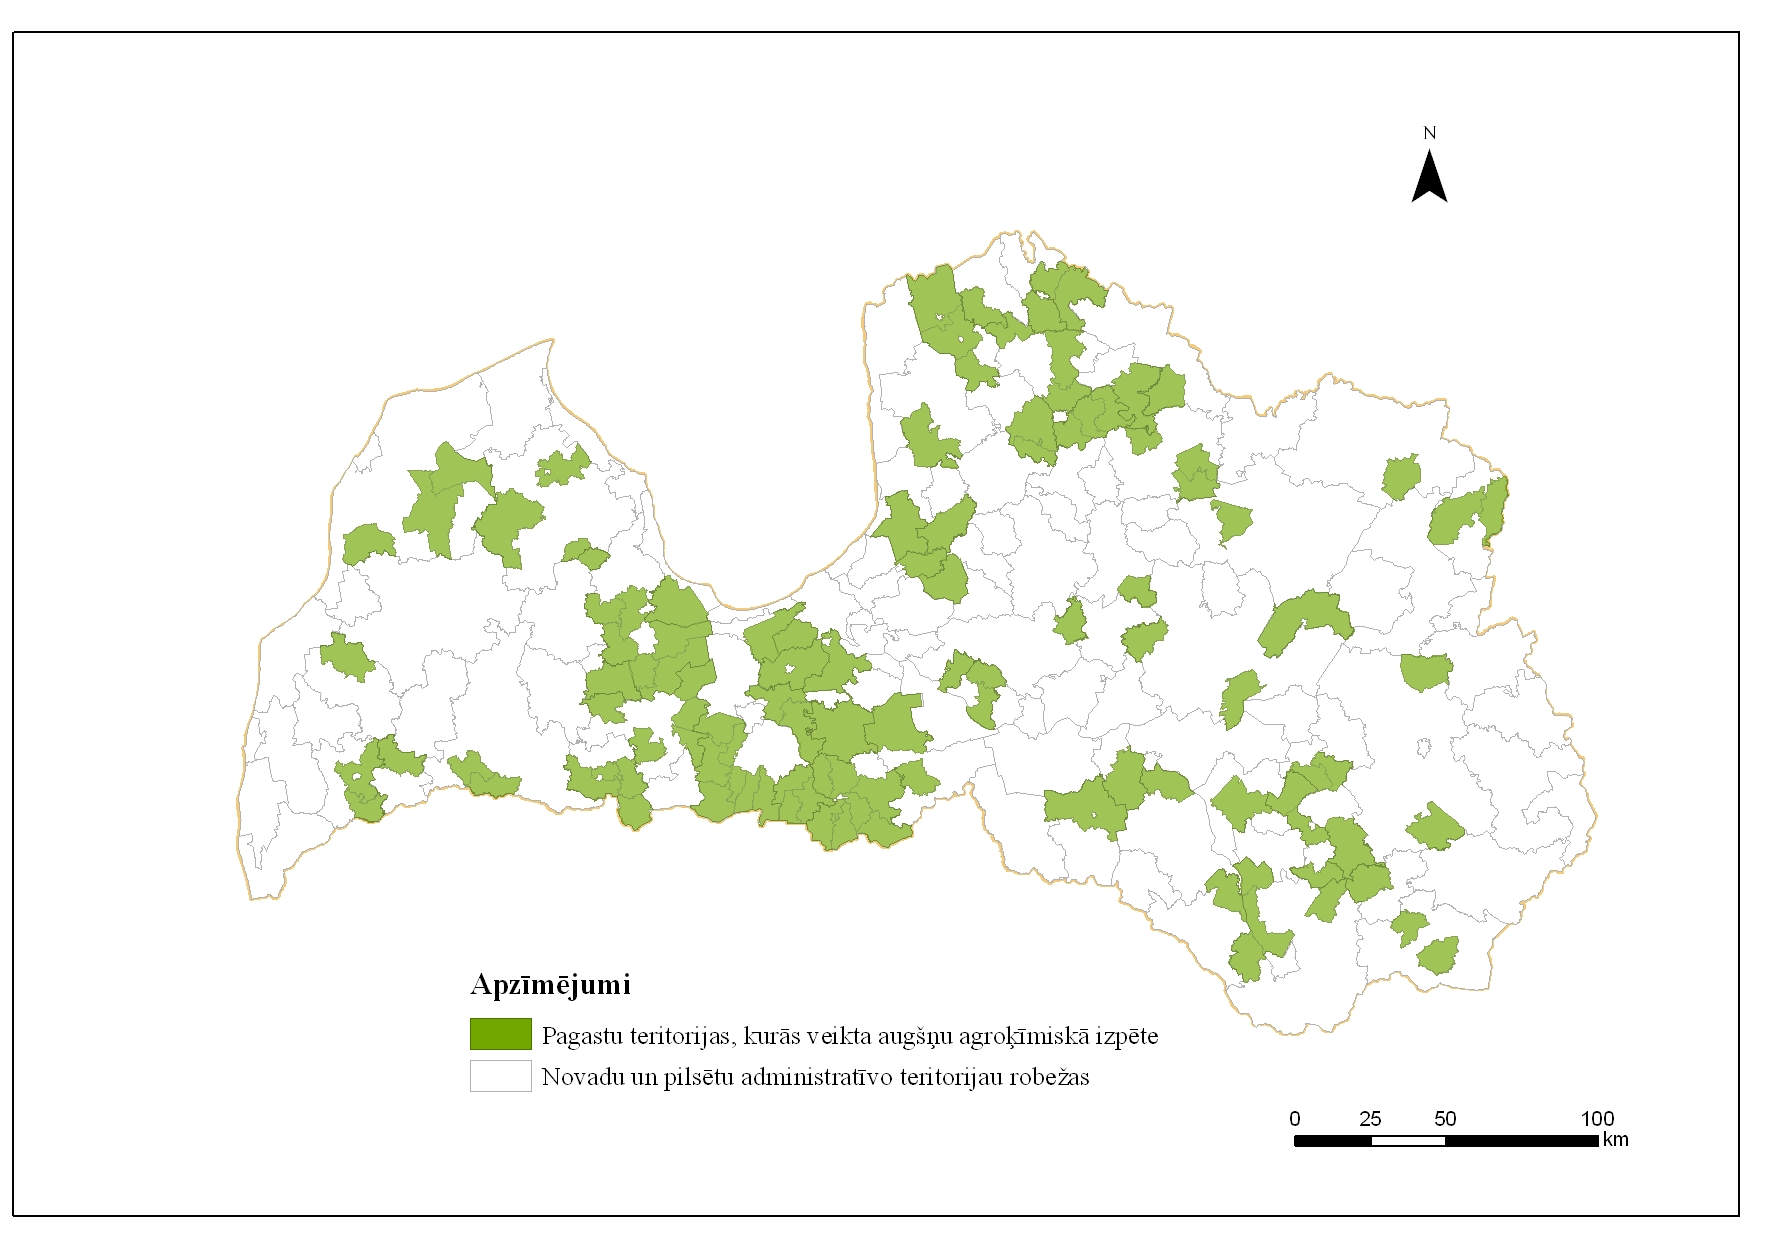 N
Apzīmējumi
Pagastu teritorijas, kurās veikta augšņu agroķīmiskā izpēte
Novadu un pilsētu administratīvo teritorijau robežas
0 25 50 100
km